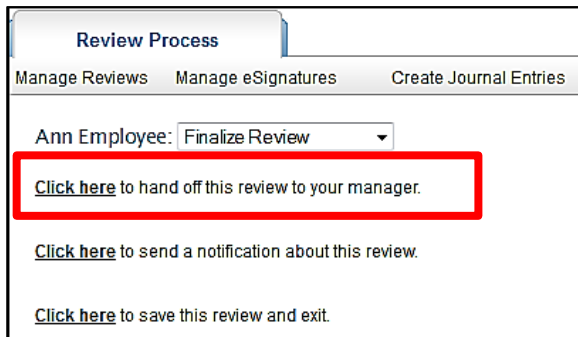 Review Process
Manage Reviews Manage eSignatures Create Journal Entries
Ann Employee: Finalize Review
Click here to hand off this review to your manager.
Click here to send a notification about this review.
Click here to save this review and exit.